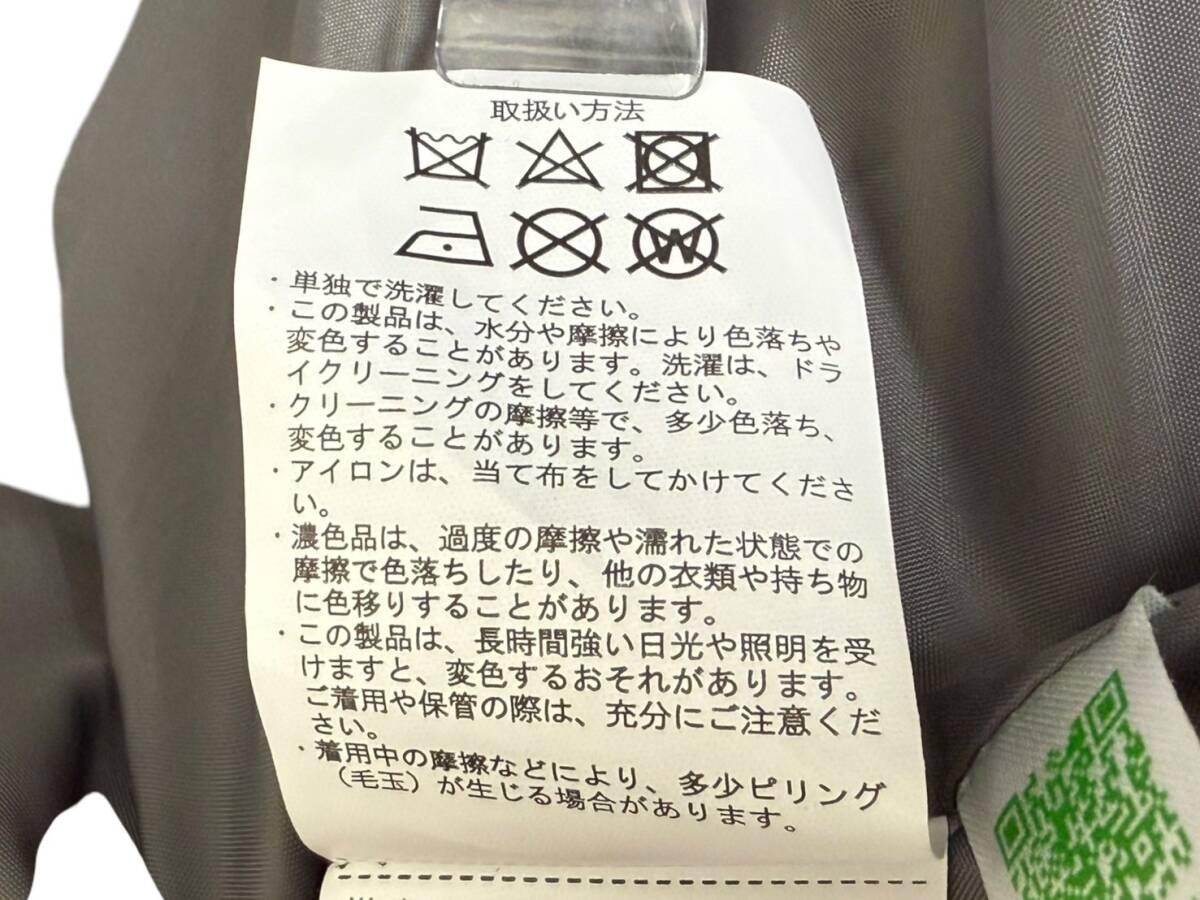 取扱い方法
W
・単独で洗濯してください。
・この製品は、水分や摩擦により色落ちや
変色することがあります。洗濯は、ドラ
イクリーニングをしてください。
・クリーニングの摩擦等で、多少色落ち、
変色することがあります。
・アイロンは、当て布をしてかけてくださ
い。
・濃色品は、過度の摩擦や濡れた状態での
摩擦で色落ちしたり、他の衣類や持ち物
に色移りすることがあります。
・この製品は、長時間強い日光や照明を受
けますと、変色するおそれがあります。
ご着用や保管の際は、充分にご注意くだ
さい。
・着用中の摩擦などにより、多少ピリング
（毛玉）が生じる場合があります。